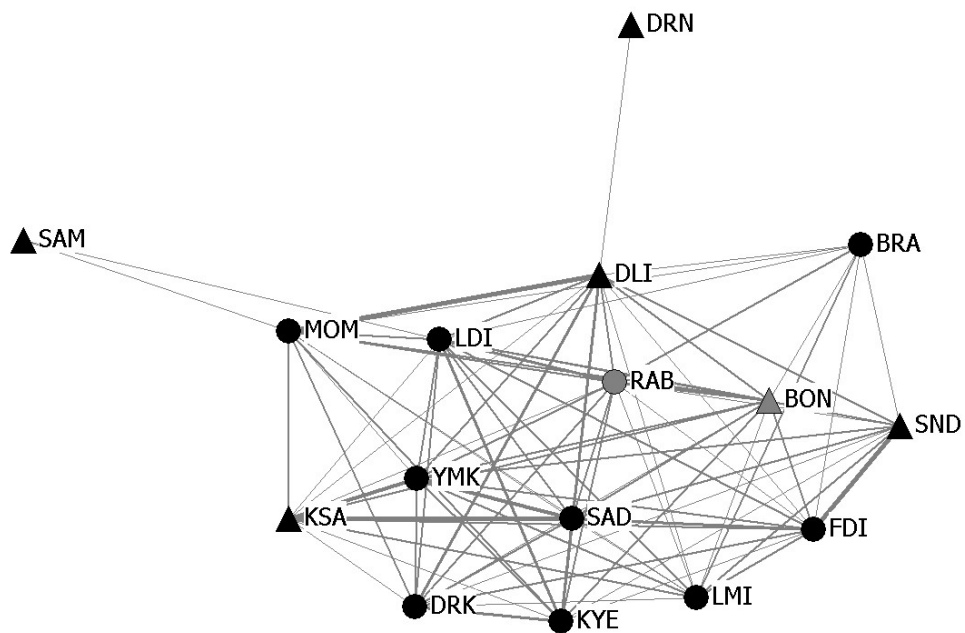 DRN
SAM
BRA
DLI
MOM
LDI
RAB
BON
SND
YMK
KSA
SAD
FDI
DRK
LMI
KYE